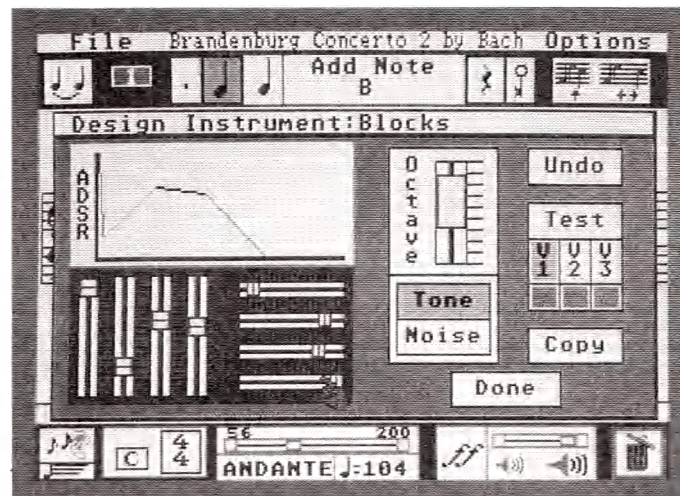 File Brandenburg Concerto 2 by Bach Options
Add Note
B
Design Instrument:Blocks
ADSR
Octave
Undo
Test
V1 V2 V3
Tone
Noise
Copy
Done
C
4
4
56 200
ANDANTE ♩=104
ff